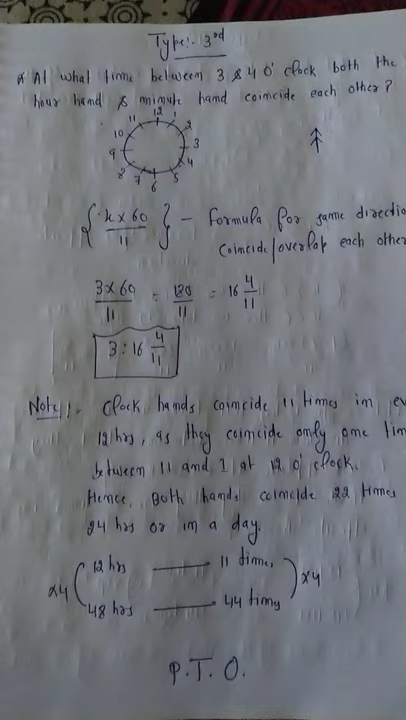 Type:- 3rd
* At what time between 3 & 4 O' clock both the
hour hand & minute hand coincide each other?
12
11 1
10 2
9 3
8 4
7 6 5
{ k x 60 / 11 } - Formula for same directio
Coincide/overlap each other
3 x 60 / 11 = 180 / 11 = 16 4/11
3:16 4/11
Note:- Clock hands coincide 11 times in ev
12 hrs, as they coincide only one tim
between 11 and 1 at 12 O' clock.
Hence, Both hands coincide 22 times
24 hrs or in a day.
x4 ( 12 hrs — 11 times ) x4
48 hrs — 44 times
P.T.O.